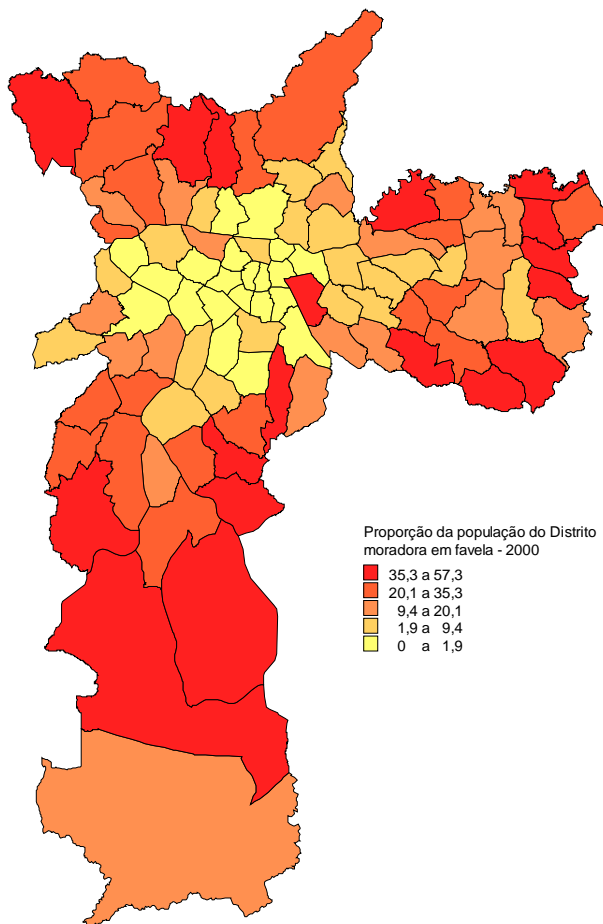 Proporção da população do Distrito
moradora em favela - 2000
35,3 a 57,3
20,1 a 35,3
9,4 a 20,1
1,9 a 9,4
0 a 1,9